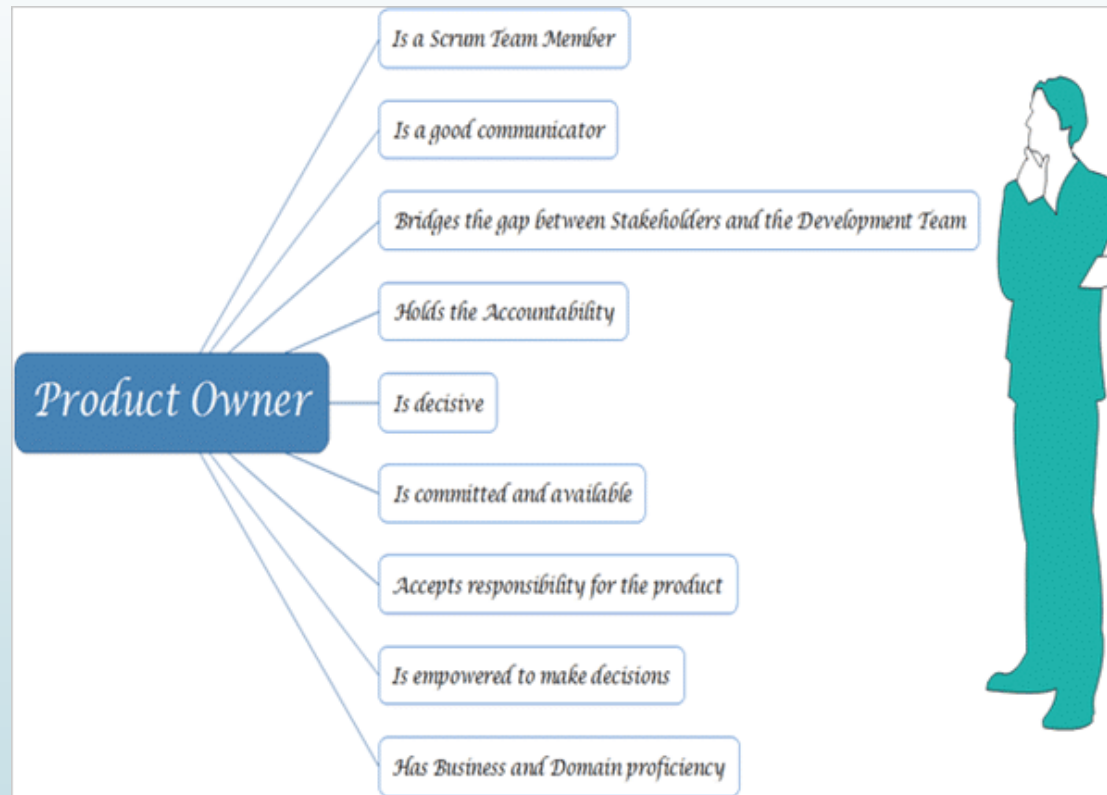 Is a Scrum Team Member
Is a good communicator
Bridges the gap between Stakeholders and the Development Team
Holds the Accountability
Product Owner
Is decisive
Is committed and available
Accepts responsibility for the product
Is empowered to make decisions
Has Business and Domain proficiency